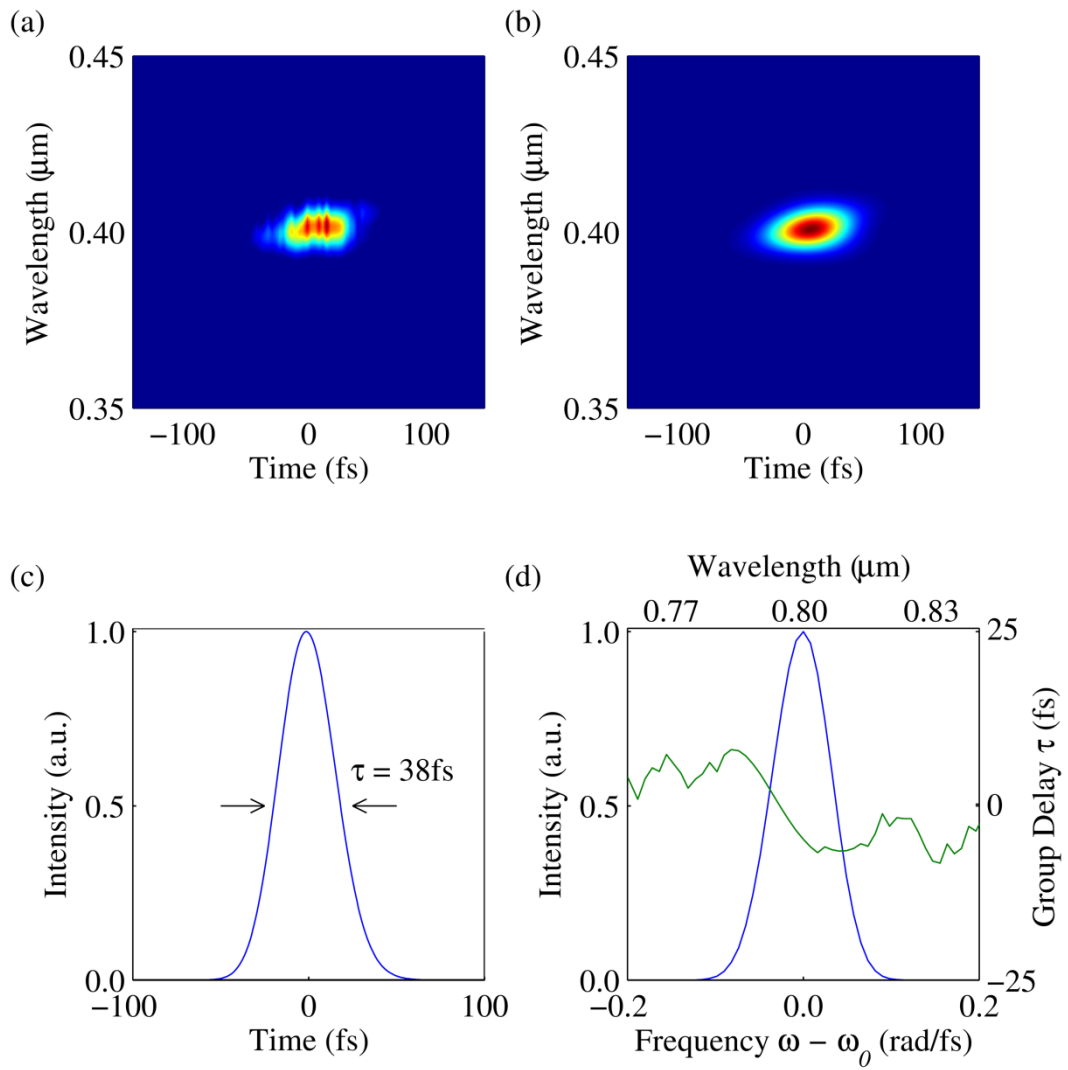 (a)
Wavelength (μm)
0.45
0.40
0.35
−100
0
100
Time (fs)
(b)
Wavelength (μm)
0.45
0.40
0.35
−100
0
100
Time (fs)
(c)
Intensity (a.u.)
1.0
0.5
0.0
τ = 38fs
−100
0
100
Time (fs)
(d)
Wavelength (μm)
0.77
0.80
0.83
Intensity (a.u.)
1.0
0.5
0.0
25
0
−25
Group Delay τ (fs)
−0.2
0.0
0.2
Frequency ω − ω₀ (rad/fs)